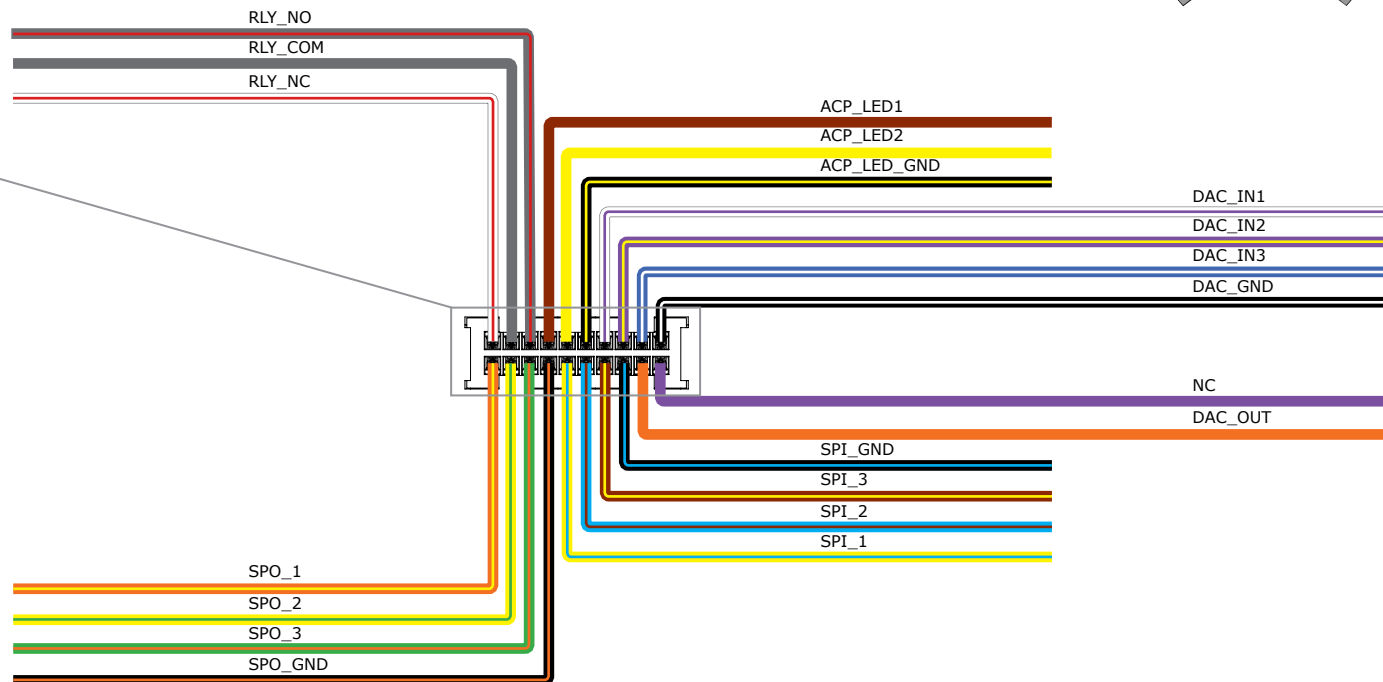 RLY_NO
RLY_COM
RLY_NC
ACP_LED1
ACP_LED2
ACP_LED_GND
DAC_IN1
DAC_IN2
DAC_IN3
DAC_GND
NC
DAC_OUT
SPI_GND
SPI_3
SPI_2
SPI_1
SPO_1
SPO_2
SPO_3
SPO_GND